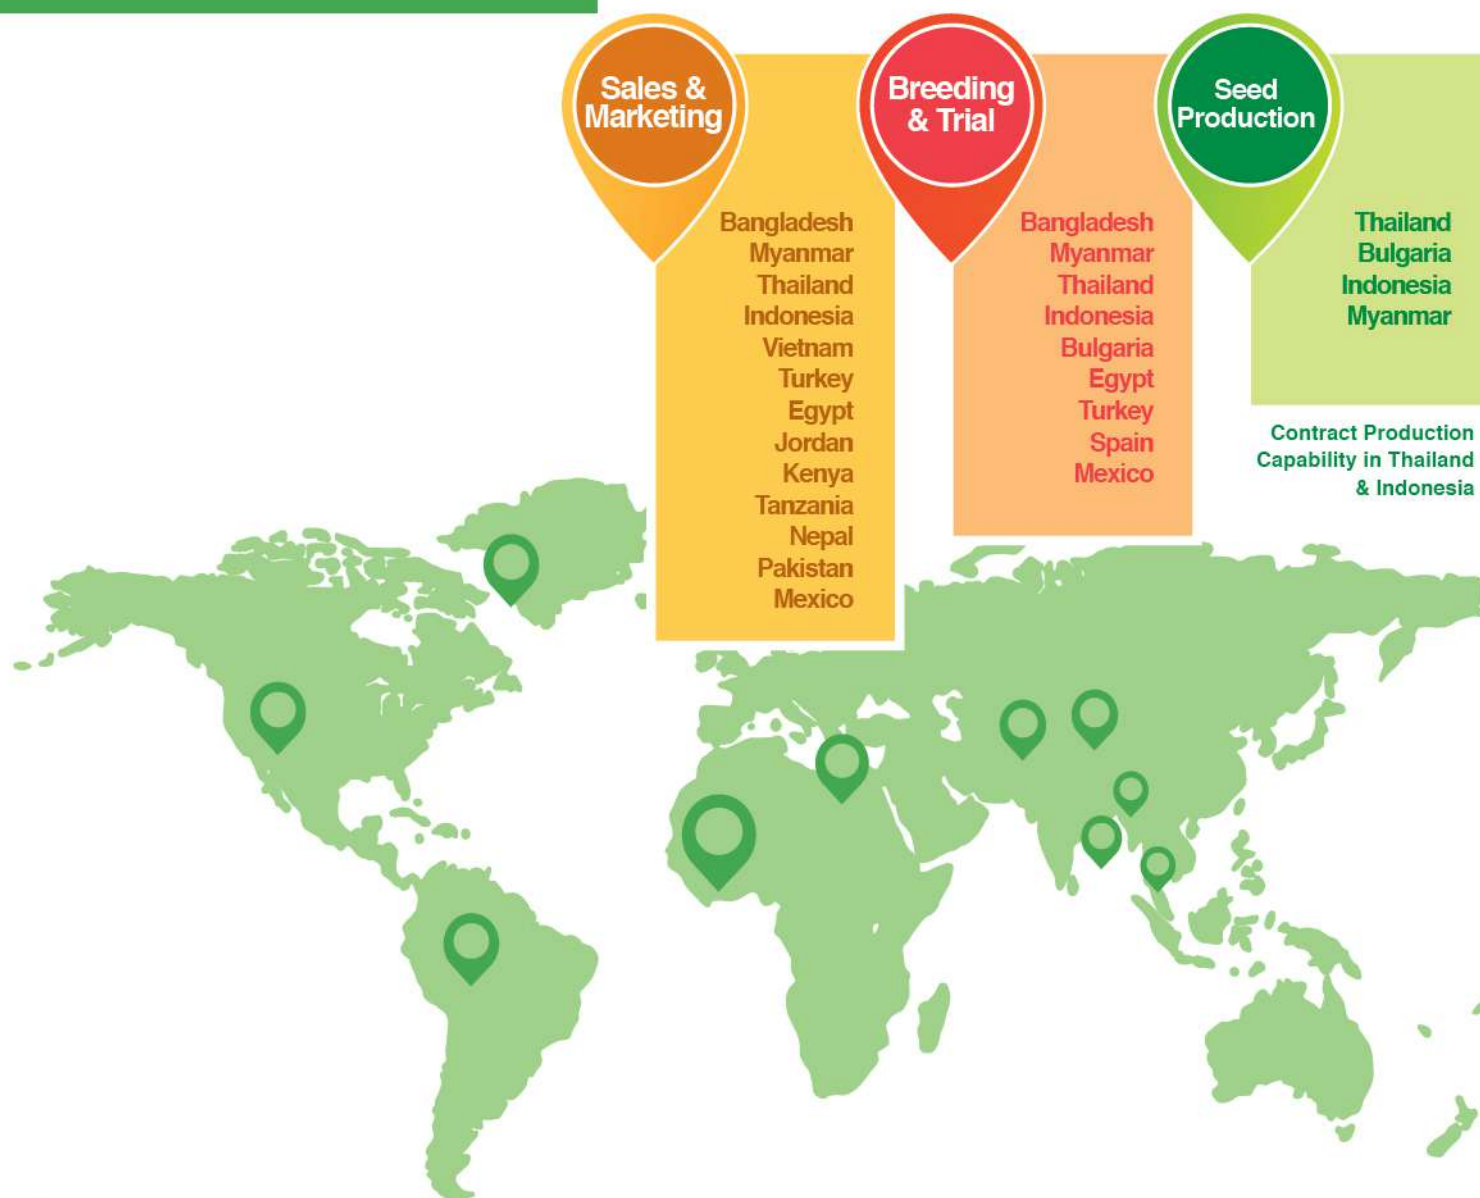 Sales &
Marketing
Bangladesh
Myanmar
Thailand
Indonesia
Vietnam
Turkey
Egypt
Jordan
Kenya
Tanzania
Nepal
Pakistan
Mexico
Breeding
& Trial
Bangladesh
Myanmar
Thailand
Indonesia
Bulgaria
Egypt
Turkey
Spain
Mexico
Seed
Production
Thailand
Bulgaria
Indonesia
Myanmar
Contract Production
Capability in Thailand
& Indonesia